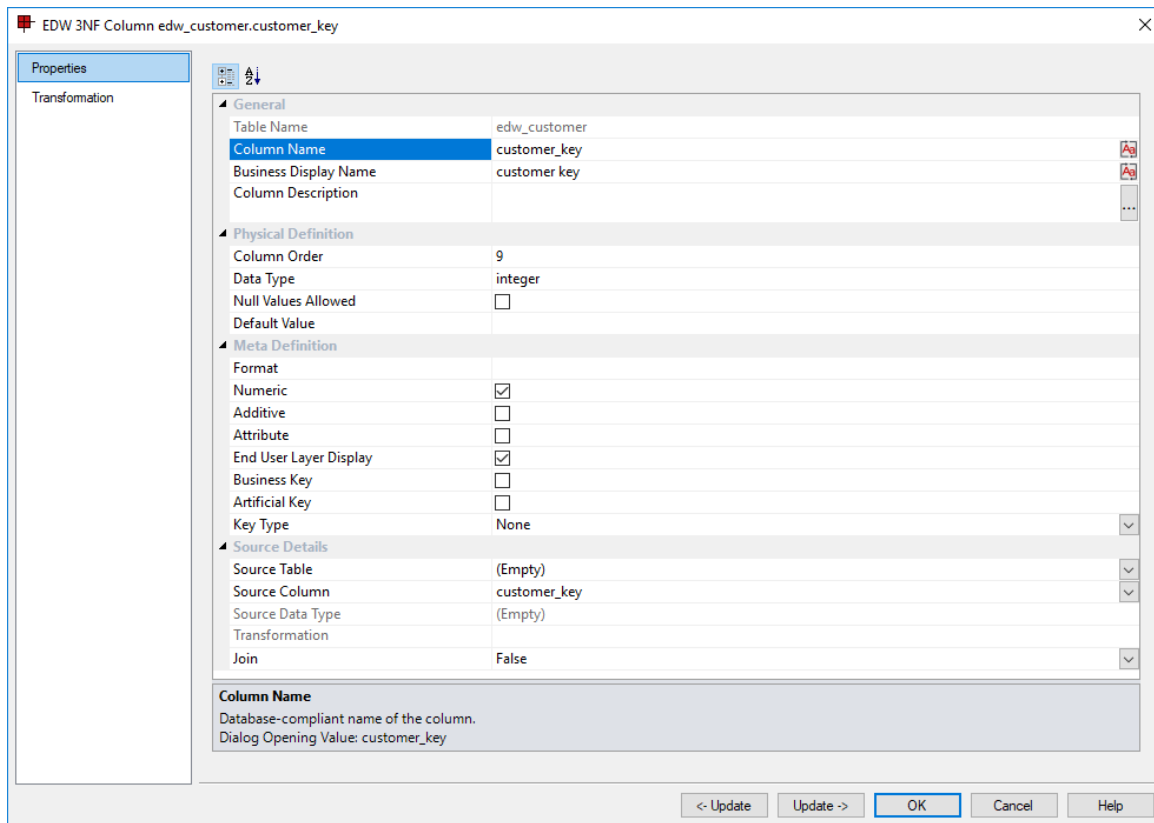 EDW 3NF Column edw_customer.customer_key
Properties
Transformation
General
Table Name edw_customer
Column Name customer_key
Business Display Name customer key
Column Description
...
Physical Definition
Column Order 9
Data Type integer
Null Values Allowed
Default Value
Meta Definition
Format
Numeric
Additive
Attribute
End User Layer Display
Business Key
Artificial Key
Key Type None
Source Details
Source Table (Empty)
Source Column customer_key
Source Data Type (Empty)
Transformation
Join False
Column Name
Database-compliant name of the column.
Dialog Opening Value: customer_key
<- Update Update -> OK Cancel Help